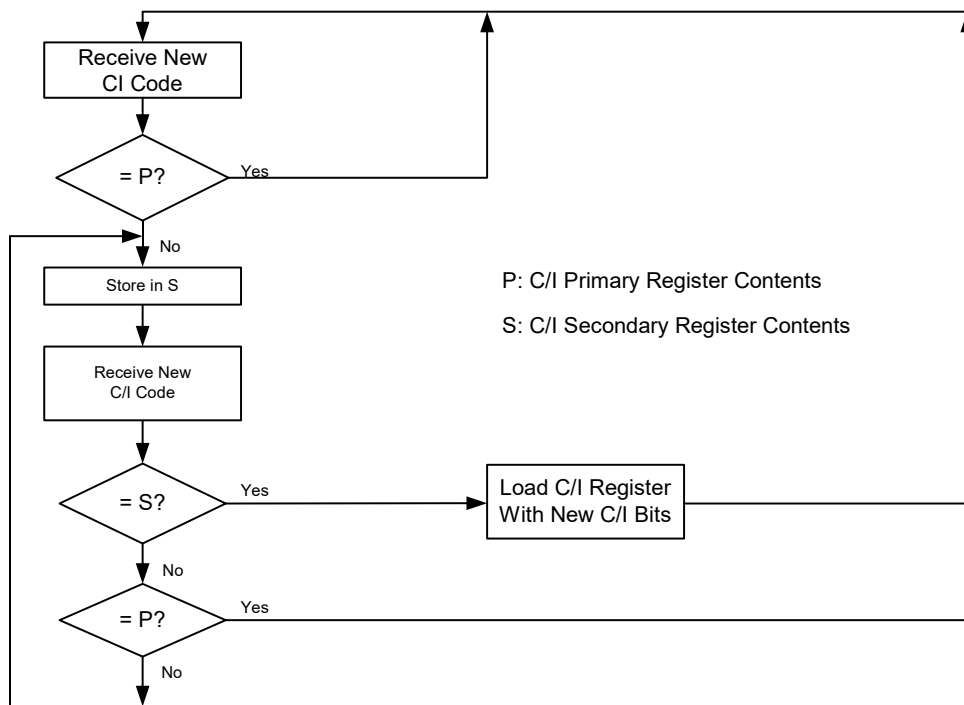 Receive New
CI Code
= P?
Yes
No
Store in S
P: C/I Primary Register Contents
S: C/I Secondary Register Contents
Receive New
C/I Code
= S?
Yes
Load C/I Register
With New C/I Bits
No
= P?
Yes
No